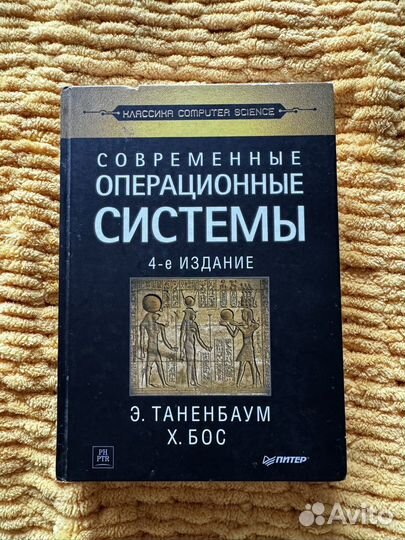 КЛАССИКА COMPUTER SCIENCE
СОВРЕМЕННЫЕ
ОПЕРАЦИОННЫЕ
СИСТЕМЫ
4-е ИЗДАНИЕ
Э. ТАНЕНБАУМ
Х. БОС
PH
PTR
ПИТЕР
Avito